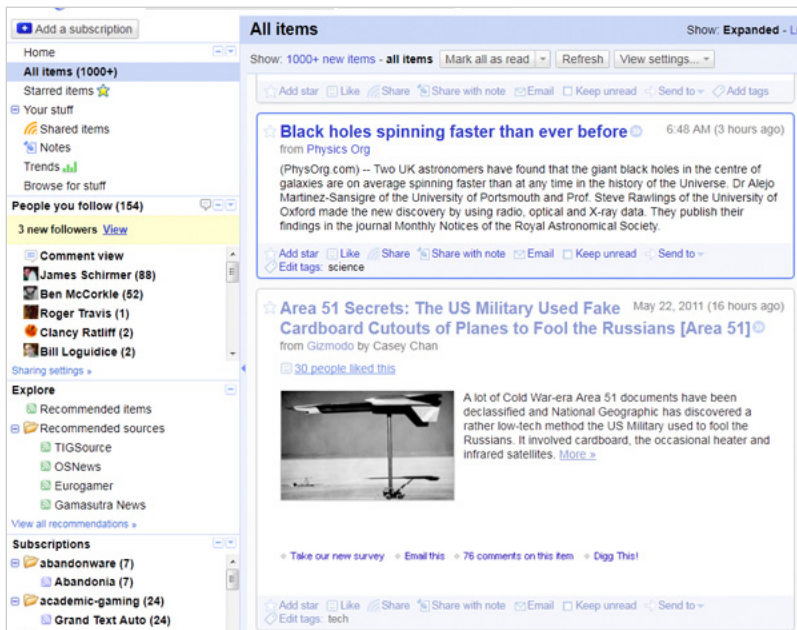 Add a subscription
Home
All items (1000+)
Starred items
Your stuff
Shared items
Notes
Trends
Browse for stuff
People you follow (154)
3 new followers View
Comment view
James Schirmer (88)
Ben McCorkle (52)
Roger Travis (1)
Clancy Ratliff (2)
Bill Loguidice (2)
Sharing settings »
Explore
Recommended items
Recommended sources
TIGSource
OSNews
Eurogamer
Gamasutra News
View all recommendations »
Subscriptions
abandonware (7)
Abandonia (7)
academic-gaming (24)
Grand Text Auto (24)
All items
Show: Expanded - Li
Show: 1000+ new items - all items Mark all as read Refresh View settings...
Add star Like Share Share with note Email Keep unread Send to Add tags
Black holes spinning faster than ever before 6:48 AM (3 hours ago)
from Physics Org
(PhysOrg.com) -- Two UK astronomers have found that the giant black holes in the centre of
galaxies are on average spinning faster than at any time in the history of the Universe. Dr Alejo
Martinez-Sansigre of the University of Portsmouth and Prof. Steve Rawlings of the University of
Oxford made the new discovery by using radio, optical and X-ray data. They publish their
findings in the journal Monthly Notices of the Royal Astronomical Society.
Add star Like Share Share with note Email Keep unread Send to
Edit tags: science
Area 51 Secrets: The US Military Used Fake May 22, 2011 (16 hours ago)
Cardboard Cutouts of Planes to Fool the Russians [Area 51]
from Gizmodo by Casey Chan
30 people liked this
A lot of Cold War-era Area 51 documents have been
declassified and National Geographic has discovered a
rather low-tech method the US Military used to fool the
Russians. It involved cardboard, the occasional heater and
infrared satellites. More »
Take our new survey Email this 76 comments on this item Digg This!
Add star Like Share Share with note Email Keep unread Send to
Edit tags: tech